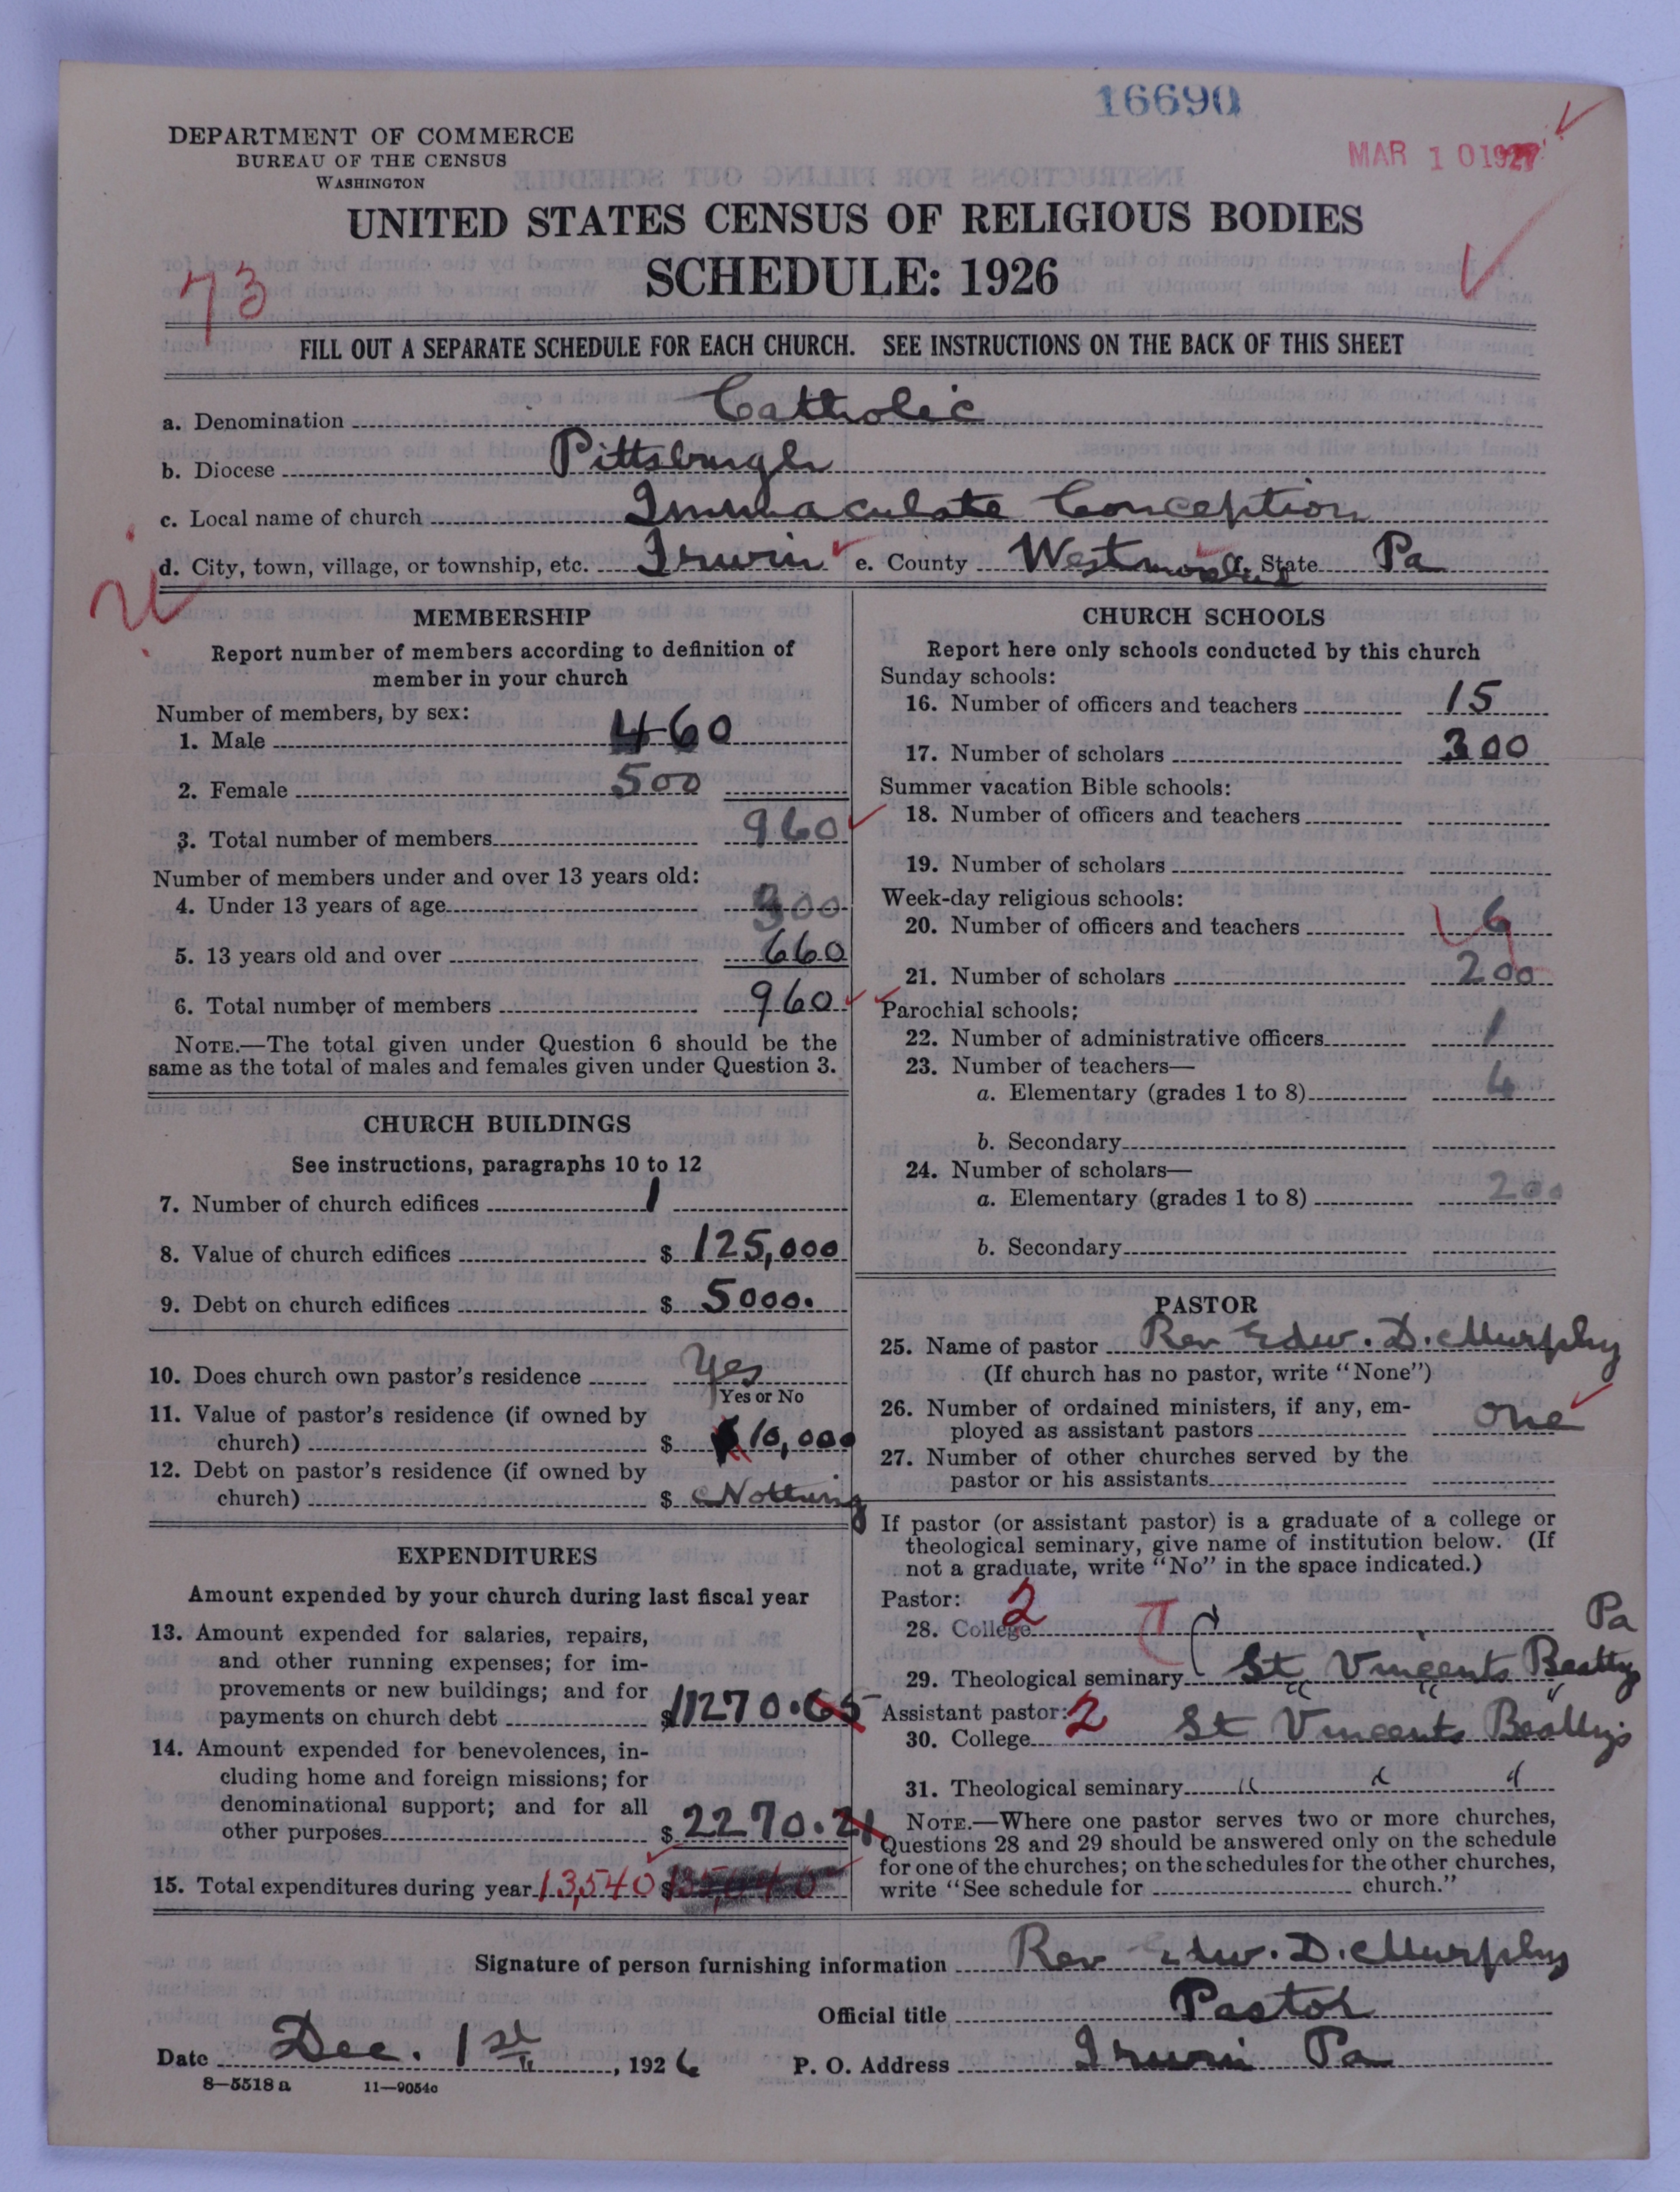 16690
MAR 10 1927
DEPARTMENT OF COMMERCE
BUREAU OF THE CENSUS
WASHINGTON
UNITED STATES CENSUS OF RELIGIOUS BODIES
SCHEDULE: 1926
73
FILL OUT A SEPARATE SCHEDULE FOR EACH CHURCH. SEE INSTRUCTIONS ON THE BACK OF THIS SHEET
a. Denomination Catholic
b. Diocese Pittsburgh
c. Local name of church Immaculate Conception
d. City, town, village, or township, etc. Irwin e. County Westmoreland f. State Pa
MEMBERSHIP
Report number of members according to definition of
member in your church
Number of members, by sex:
1. Male 460
2. Female 500
3. Total number of members 960
Number of members under and over 13 years old:
4. Under 13 years of age 300
5. 13 years old and over 660
6. Total number of members 960
NOTE.—The total given under Question 6 should be the
same as the total of males and females given under Question 3.
CHURCH BUILDINGS
See instructions, paragraphs 10 to 12
7. Number of church edifices 1
8. Value of church edifices $ 125,000
9. Debt on church edifices $ 5000.
10. Does church own pastor's residence Yes
Yes or No
11. Value of pastor's residence (if owned by
church) $ 10,000
12. Debt on pastor's residence (if owned by
church) $ Nothing
EXPENDITURES
Amount expended by your church during last fiscal year
13. Amount expended for salaries, repairs,
and other running expenses; for im-
provements or new buildings; and for
payments on church debt $ 11270.65
14. Amount expended for benevolences, in-
cluding home and foreign missions; for
denominational support; and for all
other purposes $ 2270.21
15. Total expenditures during year 13,540 $
CHURCH SCHOOLS
Report here only schools conducted by this church
Sunday schools:
16. Number of officers and teachers 15
17. Number of scholars 300
Summer vacation Bible schools:
18. Number of officers and teachers
19. Number of scholars
Week-day religious schools:
20. Number of officers and teachers 6
21. Number of scholars 200
Parochial schools:
22. Number of administrative officers 1
23. Number of teachers—
a. Elementary (grades 1 to 8) 4
b. Secondary
24. Number of scholars—
a. Elementary (grades 1 to 8) 200
b. Secondary
PASTOR
25. Name of pastor Rev Edw. D. Murphy
(If church has no pastor, write "None")
26. Number of ordained ministers, if any, em-
ployed as assistant pastors one
27. Number of other churches served by the
pastor or his assistants
If pastor (or assistant pastor) is a graduate of a college or
theological seminary, give name of institution below. (If
not a graduate, write "No" in the space indicated.)
Pastor: 2
28. College Pa
29. Theological seminary St Vincents Beatty
Assistant pastor: 2 " " "
30. College St Vincents Beatty's
31. Theological seminary " " "
NOTE.—Where one pastor serves two or more churches,
Questions 28 and 29 should be answered only on the schedule
for one of the churches; on the schedules for the other churches,
write "See schedule for church."
Signature of person furnishing information Rev Edw. D. Murphy
Official title Pastor
Date Dec. 1st, 1926 P. O. Address Irwin Pa
8—5518 a 11—9054c